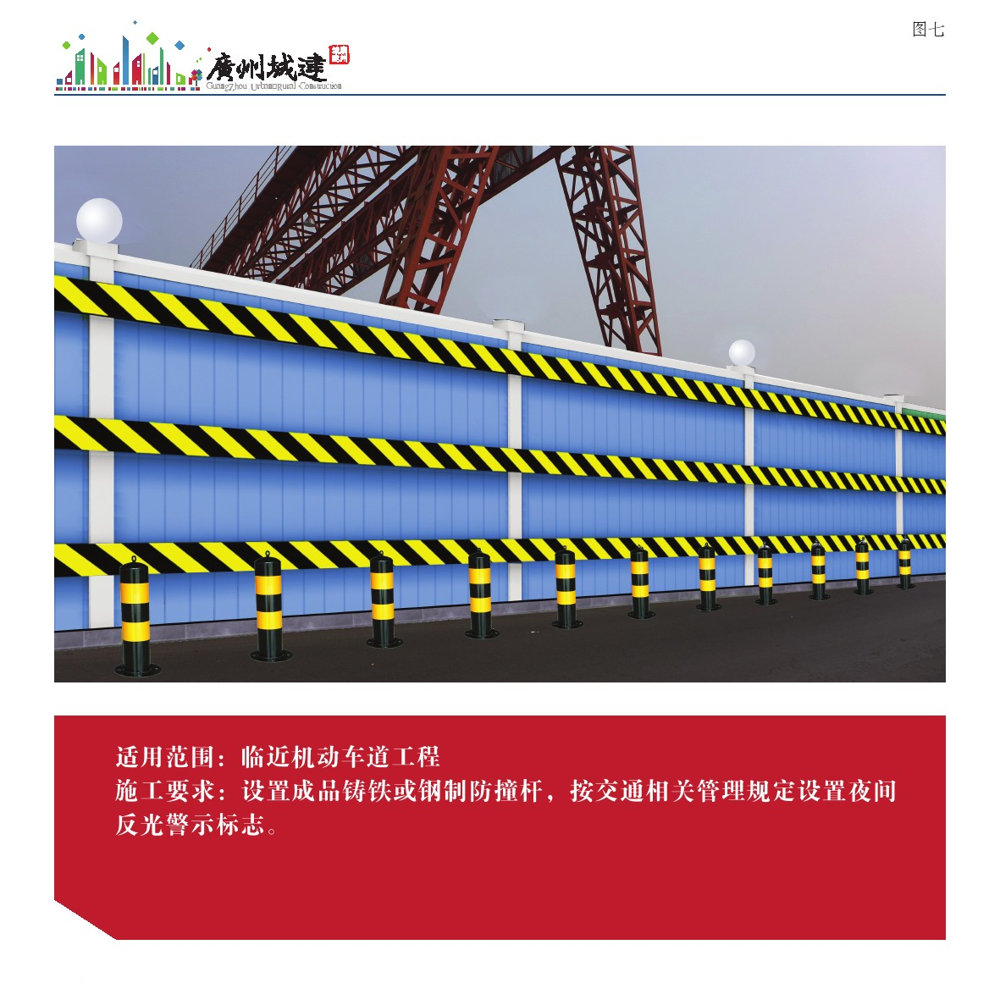 图七
廣州城建
GuangZhou Urban&Rural Construction
适用范围：临近机动车道工程
施工要求：设置成品铸铁或钢制防撞杆，按交通相关管理规定设置夜间
反光警示标志。